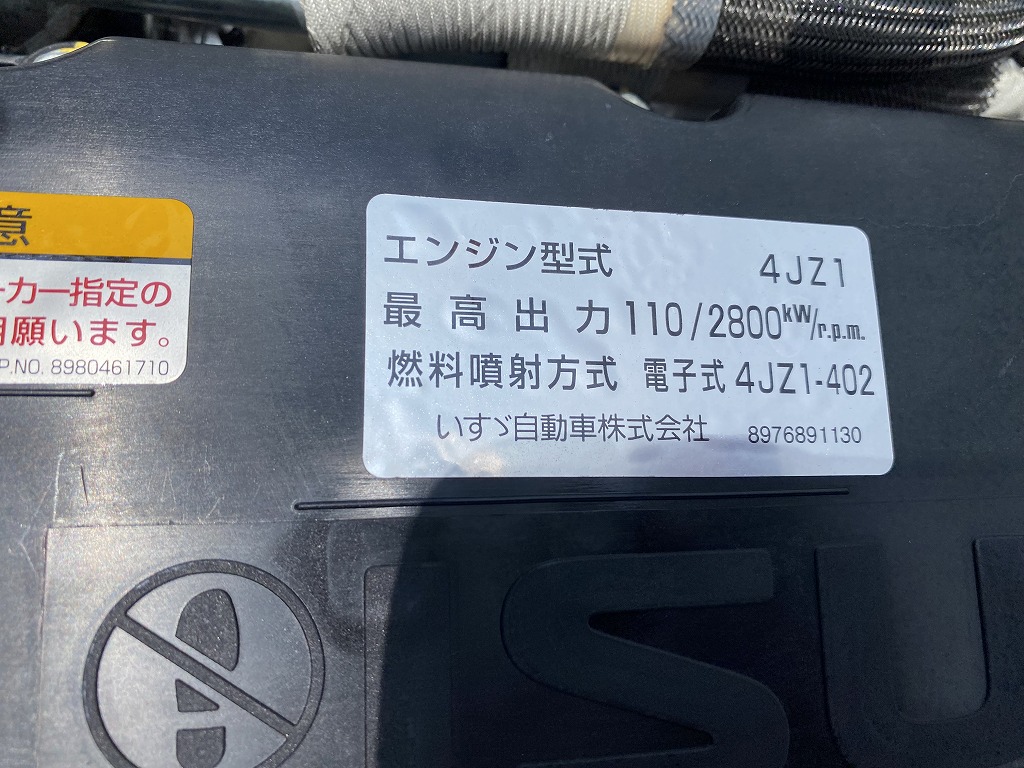 意
ーカー指定の
用願います。
P.NO. 8980461710
エンジン型式 4JZ1
最高出力 110/2800kW/r.p.m.
燃料噴射方式 電子式 4JZ1-402
いすゞ自動車株式会社 8976891130
ISU